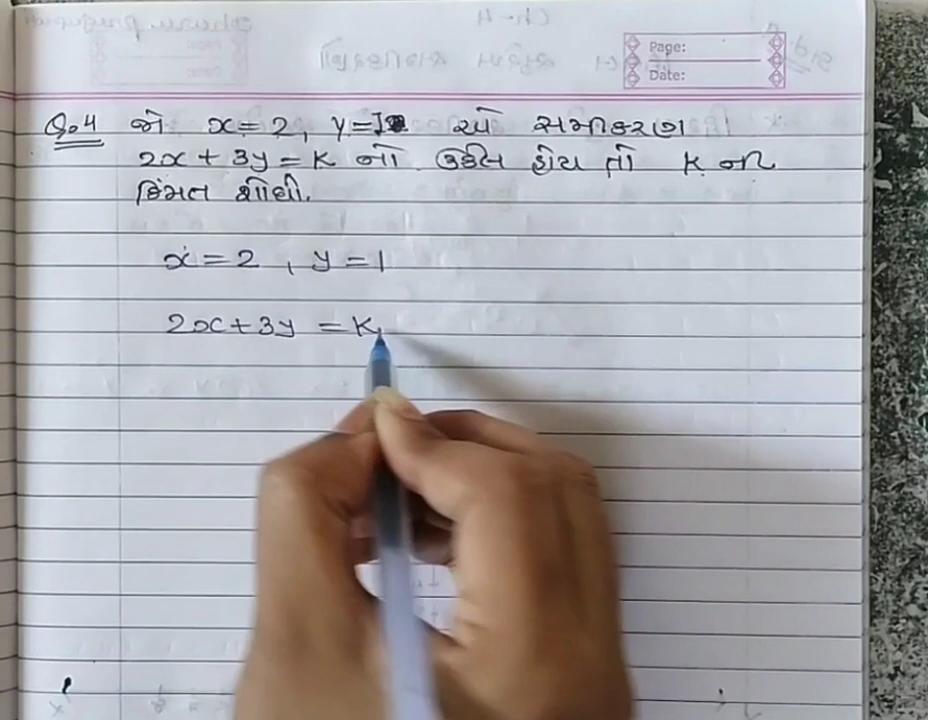 Page:
Date:
Q.4 જો x = 2, y = 1 એ સમીકરણ
2x + 3y = K નો ઉકેલ હોય તો K ની
કિંમત શોધો.
x = 2 , y = 1
2x + 3y = K